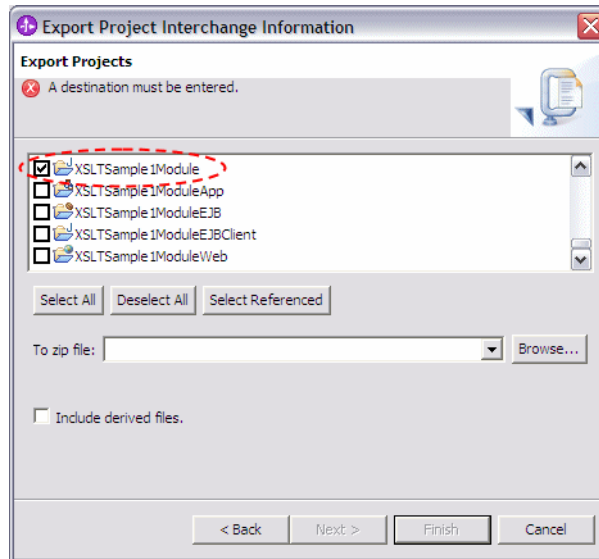 Export Project Interchange Information
Export Projects
A destination must be entered.
XSLTSample1Module
XSLTSample1ModuleApp
XSLTSample1ModuleEJB
XSLTSample1ModuleEJBClient
XSLTSample1ModuleWeb
Select All Deselect All Select Referenced
To zip file: Browse...
Include derived files.
< Back Next > Finish Cancel